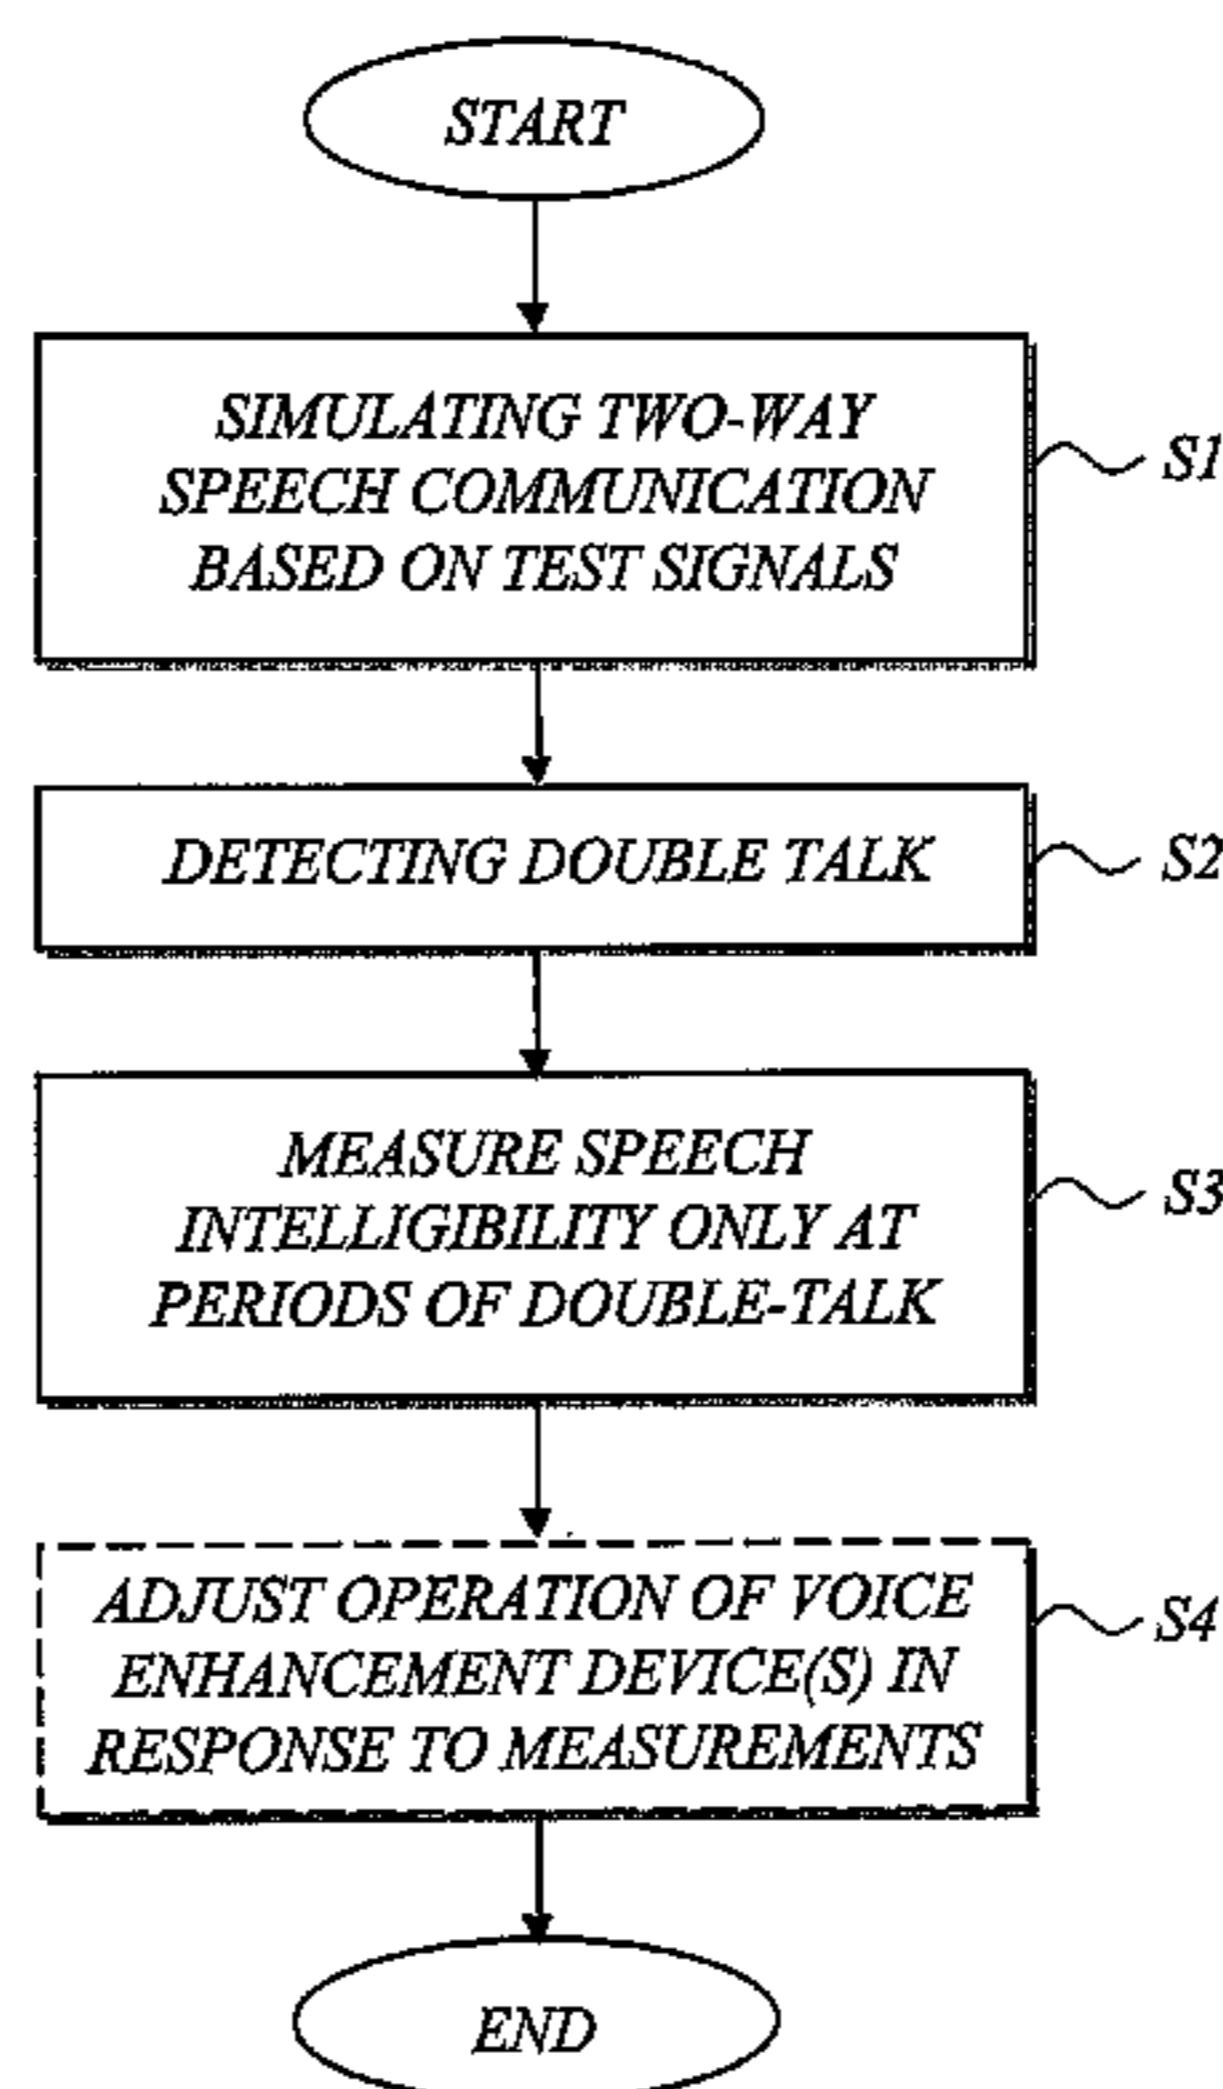 START
SIMULATING TWO-WAY
SPEECH COMMUNICATION
BASED ON TEST SIGNALS
S1
DETECTING DOUBLE TALK
S2
MEASURE SPEECH
INTELLIGIBILITY ONLY AT
PERIODS OF DOUBLE-TALK
S3
ADJUST OPERATION OF VOICE
ENHANCEMENT DEVICE(S) IN
RESPONSE TO MEASUREMENTS
S4
END